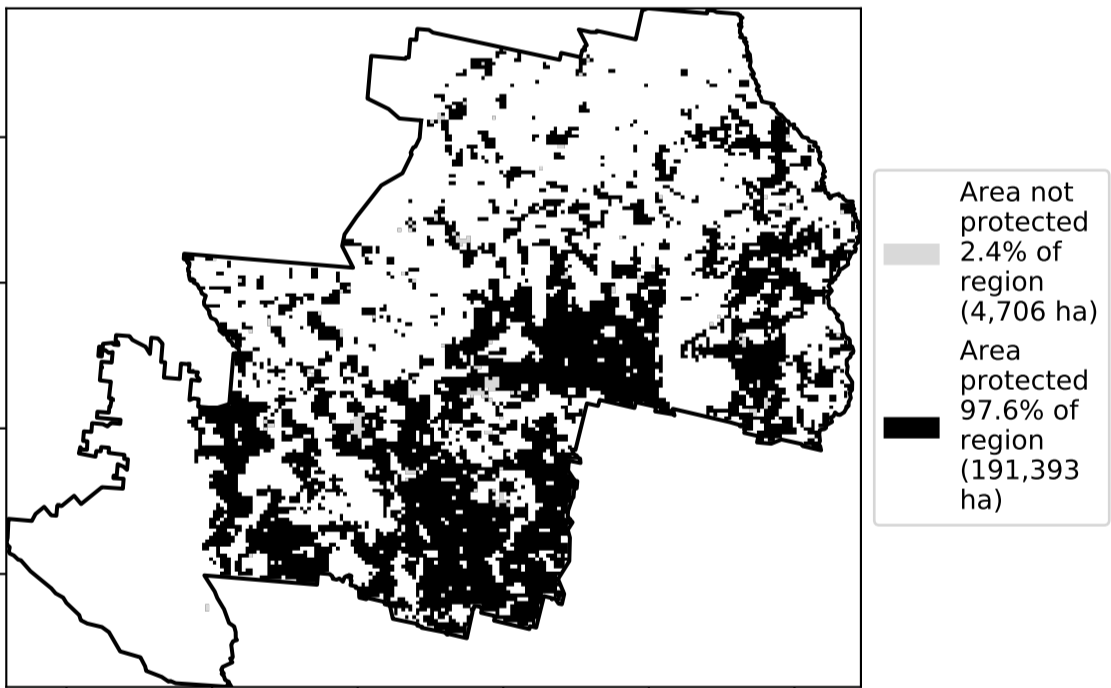 Area not
protected
2.4% of
region
(4,706 ha)
Area
protected
97.6% of
region
(191,393
ha)